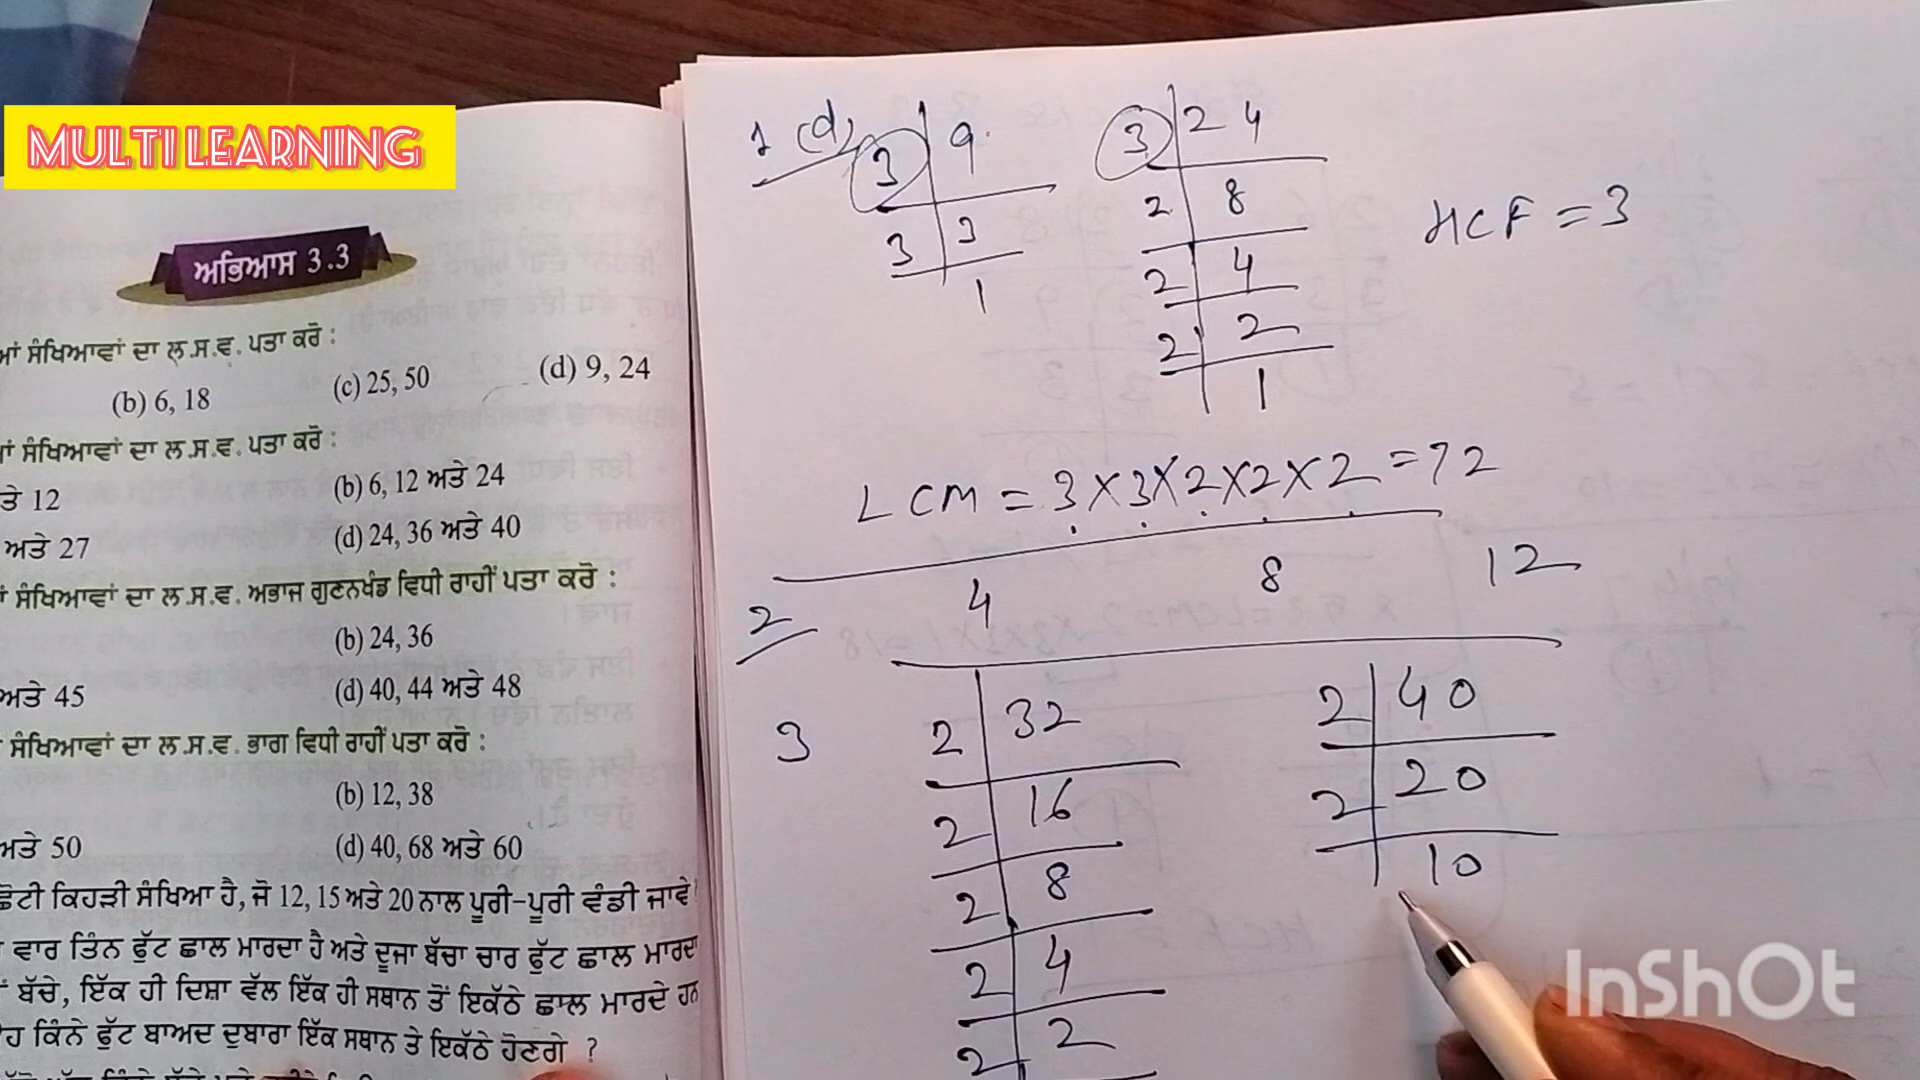 MULTI LEARNING
ਅਭਿਆਸ 3.3
ਸੰਖਿਆਵਾਂ ਦਾ ਲ.ਸ.ਵ. ਪਤਾ ਕਰੋ :
(b) 6, 18 (c) 25, 50 (d) 9, 24
ਸੰਖਿਆਵਾਂ ਦਾ ਲ.ਸ.ਵ. ਪਤਾ ਕਰੋ :
12 (b) 6, 12 ਅਤੇ 24
ਅਤੇ 27 (d) 24, 36 ਅਤੇ 40
ਸੰਖਿਆਵਾਂ ਦਾ ਲ.ਸ.ਵ. ਅਭਾਜ ਗੁਣਨਖੰਡ ਵਿਧੀ ਰਾਹੀਂ ਪਤਾ ਕਰੋ :
(b) 24, 36
ਅਤੇ 45 (d) 40, 44 ਅਤੇ 48
ਸੰਖਿਆਵਾਂ ਦਾ ਲ.ਸ.ਵ. ਭਾਗ ਵਿਧੀ ਰਾਹੀਂ ਪਤਾ ਕਰੋ :
(b) 12, 38
ਅਤੇ 50 (d) 40, 68 ਅਤੇ 60
ਛੋਟੀ ਕਿਹੜੀ ਸੰਖਿਆ ਹੈ, ਜੋ 12, 15 ਅਤੇ 20 ਨਾਲ ਪੂਰੀ-ਪੂਰੀ ਵੰਡੀ ਜਾਵੇ
ਵਾਰ ਤਿੰਨ ਫੁੱਟ ਛਾਲ ਮਾਰਦਾ ਹੈ ਅਤੇ ਦੂਜਾ ਬੱਚਾ ਚਾਰ ਫੁੱਟ ਛਾਲ ਮਾਰਦਾ
ਬੱਚੇ, ਇੱਕ ਹੀ ਦਿਸ਼ਾ ਵੱਲ ਇੱਕ ਹੀ ਸਥਾਨ ਤੋਂ ਇਕੱਠੇ ਛਾਲ ਮਾਰਦੇ ਹਨ
ਕਿੰਨੇ ਫੁੱਟ ਬਾਅਦ ਦੁਬਾਰਾ ਇੱਕ ਸਥਾਨ ਤੇ ਇਕੱਠੇ ਹੋਣਗੇ ?
1 (d) 3 9 3 24
3 3 2 8 HCF = 3
1 2 4
2 2
1
LCM = 3×3×2×2×2 = 72
2 4 8 12
3 2 32 2 40
2 16 2 20
2 8 10
2 4
2 2
InShOt